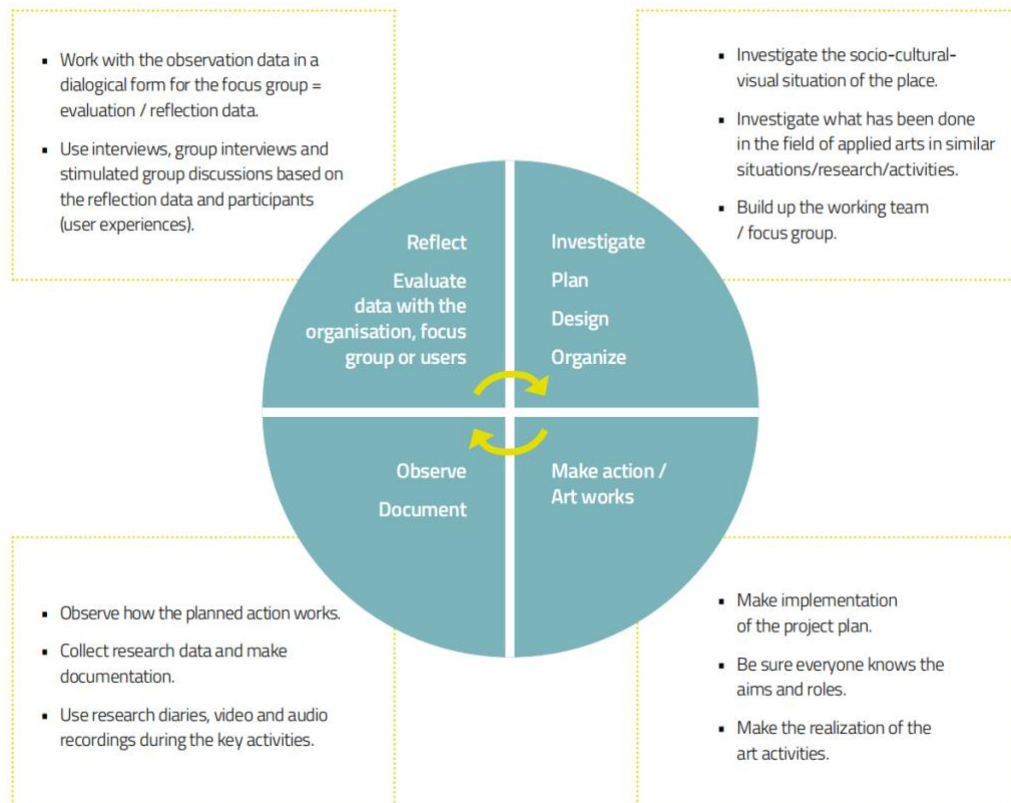 ▪ Work with the observation data in a
dialogical form for the focus group =
evaluation / reflection data.
▪ Use interviews, group interviews and
stimulated group discussions based on
the reflection data and participants
(user experiences).
▪ Investigate the socio-cultural-
visual situation of the place.
▪ Investigate what has been done
in the field of applied arts in similar
situations/research/activities.
▪ Build up the working team
/ focus group.
Reflect
Evaluate
data with the
organisation, focus
group or users
Investigate
Plan
Design
Organize
Observe
Document
Make action /
Art works
▪ Observe how the planned action works.
▪ Collect research data and make
documentation.
▪ Use research diaries, video and audio
recordings during the key activities.
▪ Make implementation
of the project plan.
▪ Be sure everyone knows the
aims and roles.
▪ Make the realization of the
art activities.